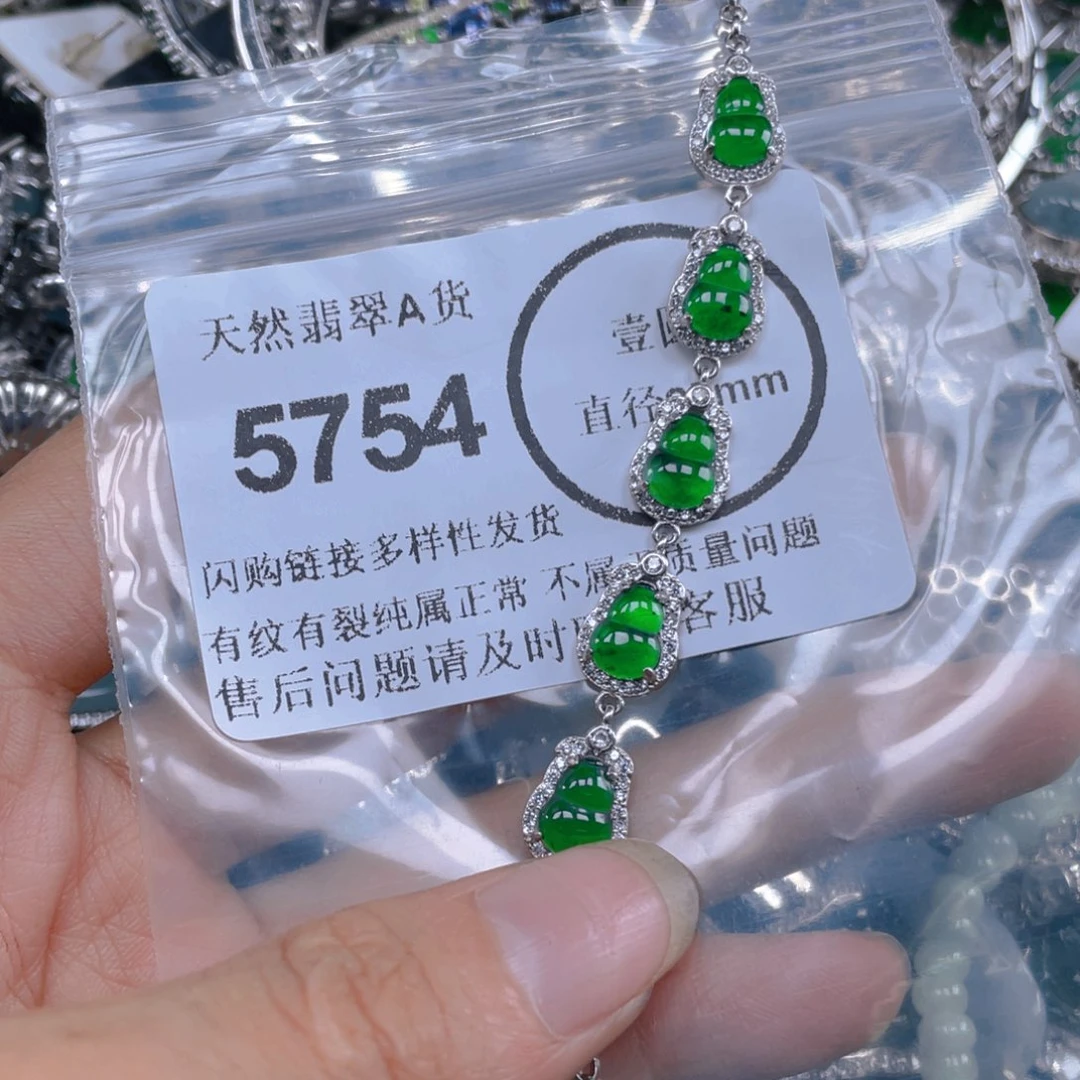 天然翡翠A货
5754
壹
直径 mm
闪购链接多样性发货
有纹有裂纯属正常 不属 质量问题
售后问题请及时 客服